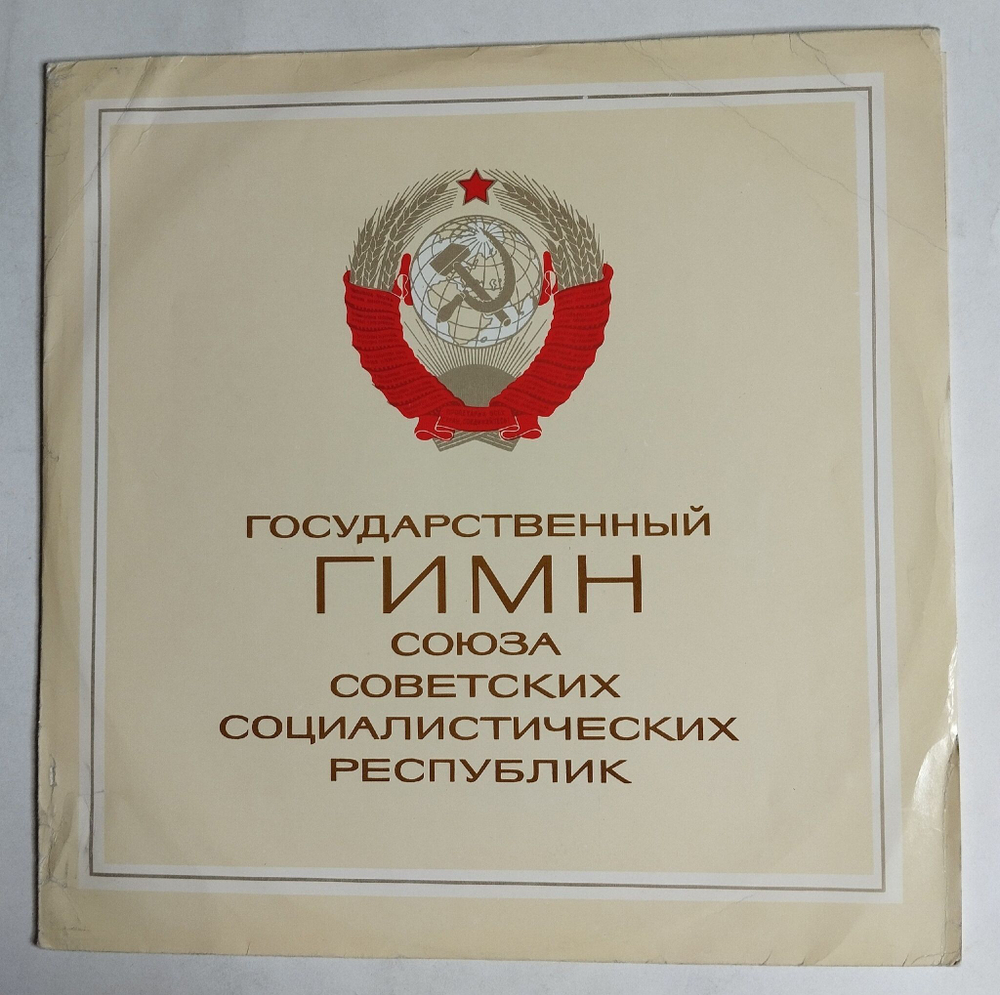 ГОСУДАРСТВЕННЫЙ
ГИМН
СОЮЗА
СОВЕТСКИХ
СОЦИАЛИСТИЧЕСКИХ
РЕСПУБЛИК